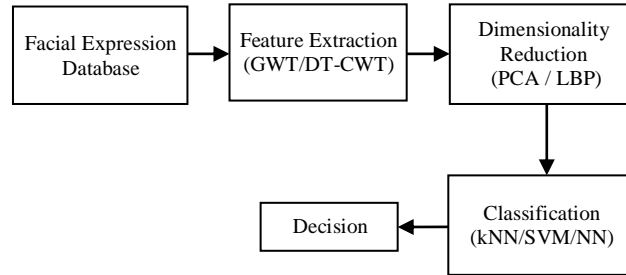 Facial Expression
Database
Feature Extraction
(GWT/DT-CWT)
Dimensionality
Reduction
(PCA / LBP)
Classification
(kNN/SVM/NN)
Decision